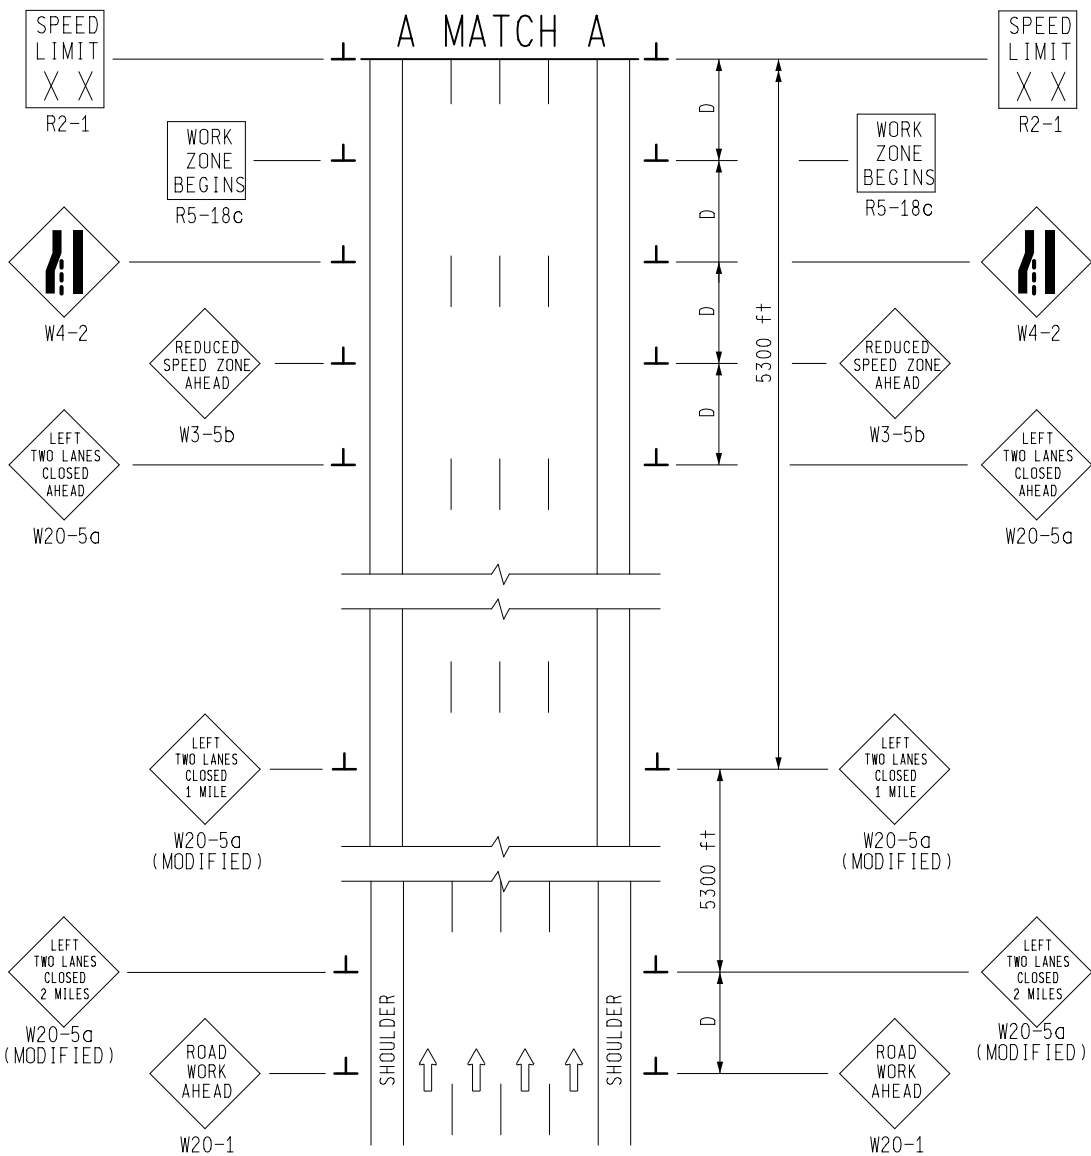 A MATCH A
SPEED
LIMIT
X X
R2-1
SPEED
LIMIT
X X
R2-1
D
WORK
ZONE
BEGINS
R5-18c
WORK
ZONE
BEGINS
R5-18c
D
W4-2
W4-2
D
5300 ft
REDUCED
SPEED ZONE
AHEAD
W3-5b
REDUCED
SPEED ZONE
AHEAD
W3-5b
D
LEFT
TWO LANES
CLOSED
AHEAD
W20-5a
LEFT
TWO LANES
CLOSED
AHEAD
W20-5a
LEFT
TWO LANES
CLOSED
1 MILE
W20-5a
(MODIFIED)
LEFT
TWO LANES
CLOSED
1 MILE
W20-5a
(MODIFIED)
5300 ft
LEFT
TWO LANES
CLOSED
2 MILES
W20-5a
(MODIFIED)
LEFT
TWO LANES
CLOSED
2 MILES
W20-5a
(MODIFIED)
D
SHOULDER
SHOULDER
ROAD
WORK
AHEAD
W20-1
ROAD
WORK
AHEAD
W20-1